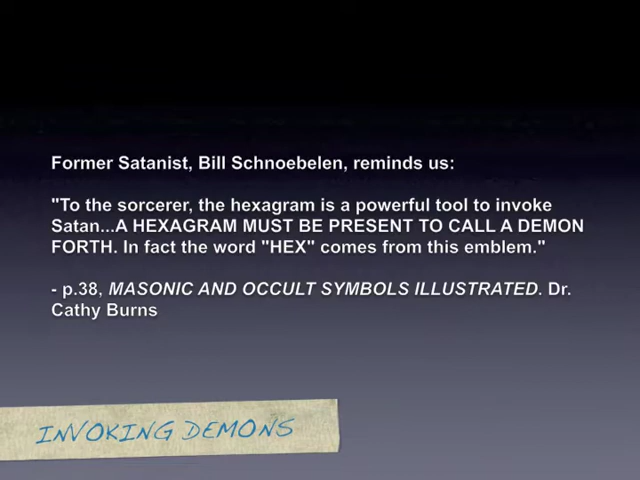 Former Satanist, Bill Schnoebelen, reminds us:
"To the sorcerer, the hexagram is a powerful tool to invoke
Satan...A HEXAGRAM MUST BE PRESENT TO CALL A DEMON
FORTH. In fact the word "HEX" comes from this emblem."
- p.38, MASONIC AND OCCULT SYMBOLS ILLUSTRATED. Dr.
Cathy Burns
INVOKING DEMONS